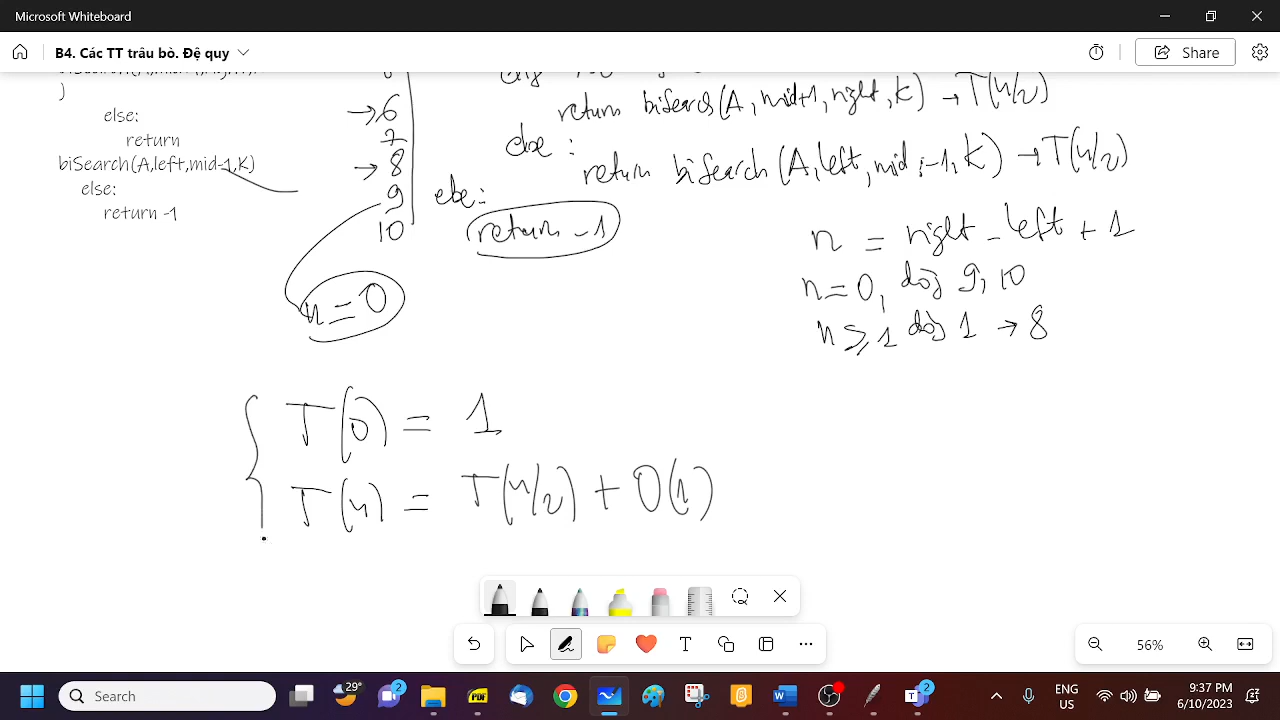 Microsoft Whiteboard
B4. Các TT trâu bò. Đệ quy
Share
}
else:
return
biSearch(A,left,mid-1,K)
else:
return -1
→ 6
7
→ 8
9
10
n = 0
return biSearch(A, mid+1, right, K) → T(n/2)
else :
return biSearch(A, left, mid -1, K) → T(n/2)
else:
return -1
n = right - left + 1
n = 0, dòng 9, 10
n ≥ 1 dòng 1 → 8
T(0) = 1
T(n) = T(n/2) + O(1)
T
56%
Search
29°
2
PDF
W
T
2
ENG
US
9:37 PM
6/10/2023